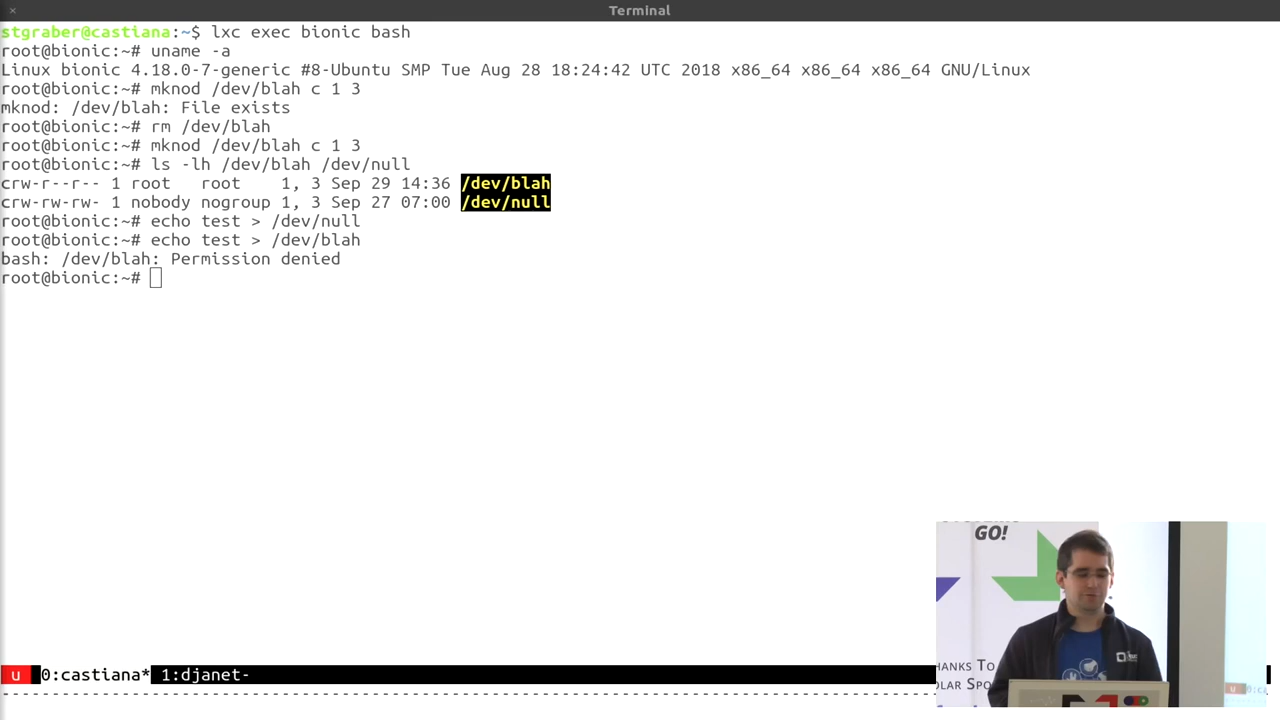 Terminal
stgraber@castiana:~$ lxc exec bionic bash
root@bionic:~# uname -a
Linux bionic 4.18.0-7-generic #8-Ubuntu SMP Tue Aug 28 18:24:42 UTC 2018 x86_64 x86_64 x86_64 GNU/Linux
root@bionic:~# mknod /dev/blah c 1 3
mknod: /dev/blah: File exists
root@bionic:~# rm /dev/blah
root@bionic:~# mknod /dev/blah c 1 3
root@bionic:~# ls -lh /dev/blah /dev/null
crw-r--r-- 1 root   root    1, 3 Sep 29 14:36 /dev/blah
crw-rw-rw- 1 nobody nogroup 1, 3 Sep 27 07:00 /dev/null
root@bionic:~# echo test > /dev/null
root@bionic:~# echo test > /dev/blah
bash: /dev/blah: Permission denied
root@bionic:~#
GO!
HANKS TO
OLAR SPO
u 0:castiana* 1:djanet-